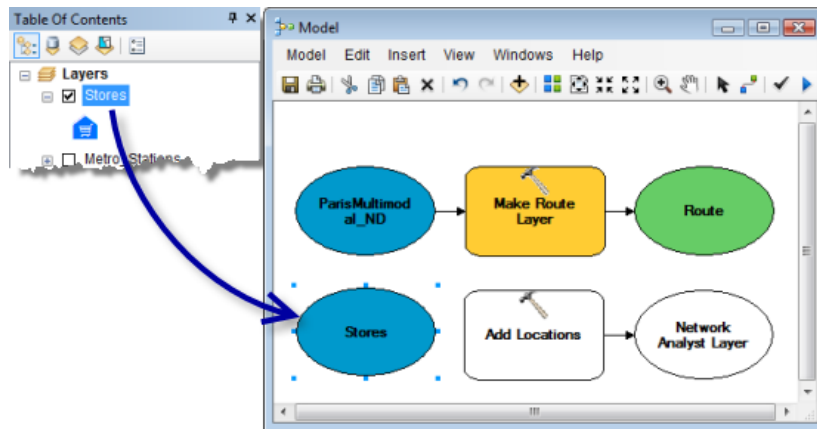 Table Of Contents
Layers
Stores
Metro_Stations
Model
Model Edit Insert View Windows Help
ParisMultimod
al_ND
Make Route
Layer
Route
Stores
Add Locations
Network
Analyst Layer